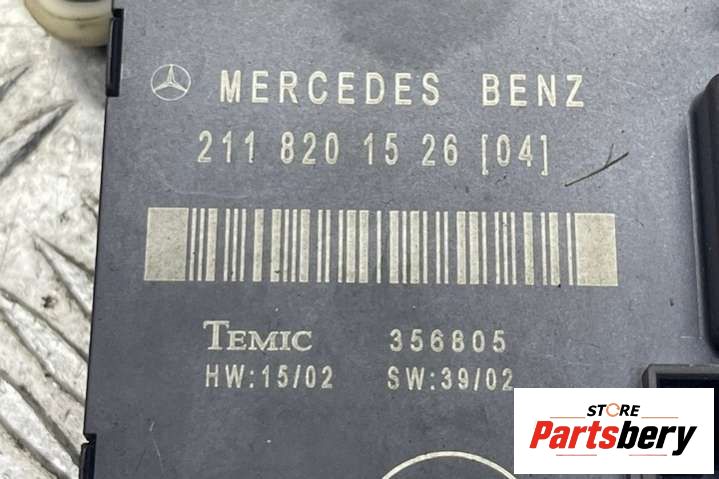 MERCEDES BENZ
211 820 15 26 [04]
TEMIC 356805
HW:15/02 SW:39/02
STORE
Partsbery